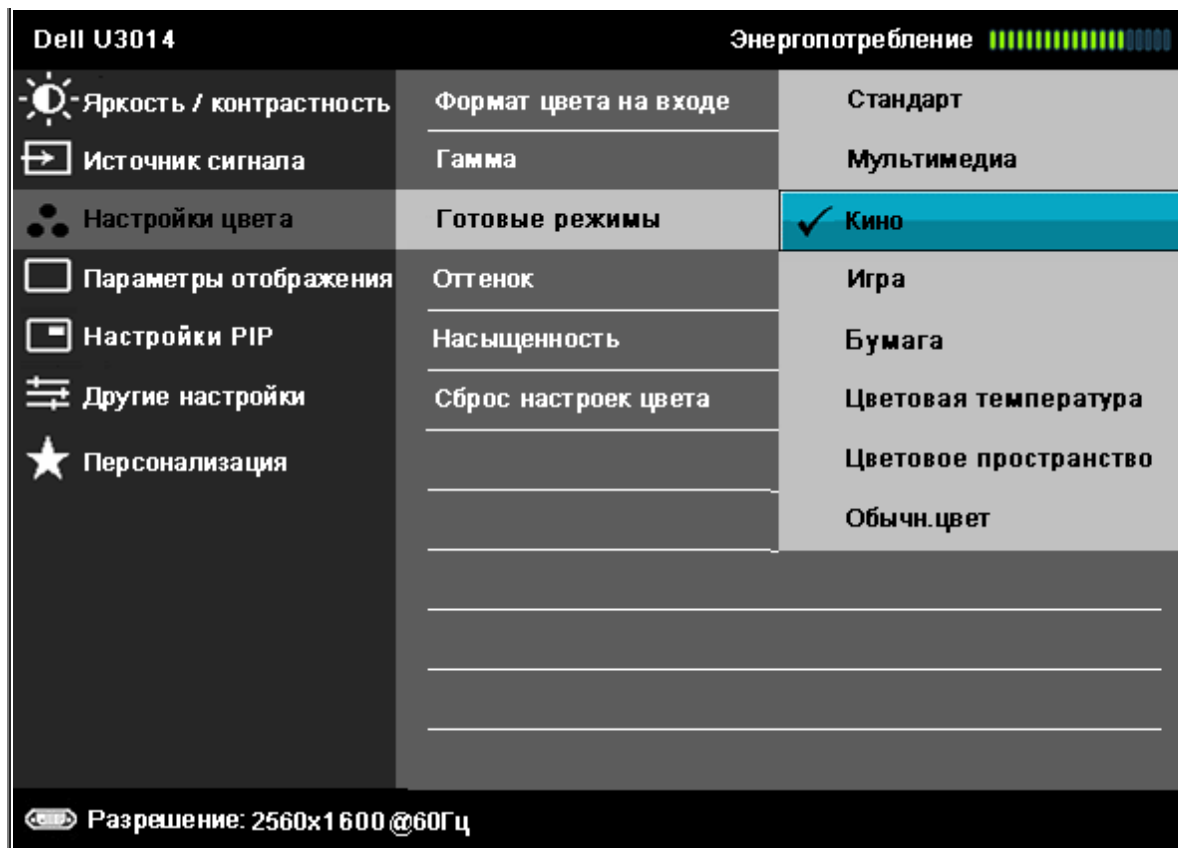 Dell U3014 Энергопотребление
Яркость / контрастность Формат цвета на входе Стандарт
Источник сигнала Гамма Мультимедиа
Настройки цвета Готовые режимы Кино
Параметры отображения Оттенок Игра
Настройки PIP Насыщенность Бумага
Другие настройки Сброс настроек цвета Цветовая температура
Персонализация Цветовое пространство
Обычн.цвет
Разрешение: 2560x1600 @60Гц